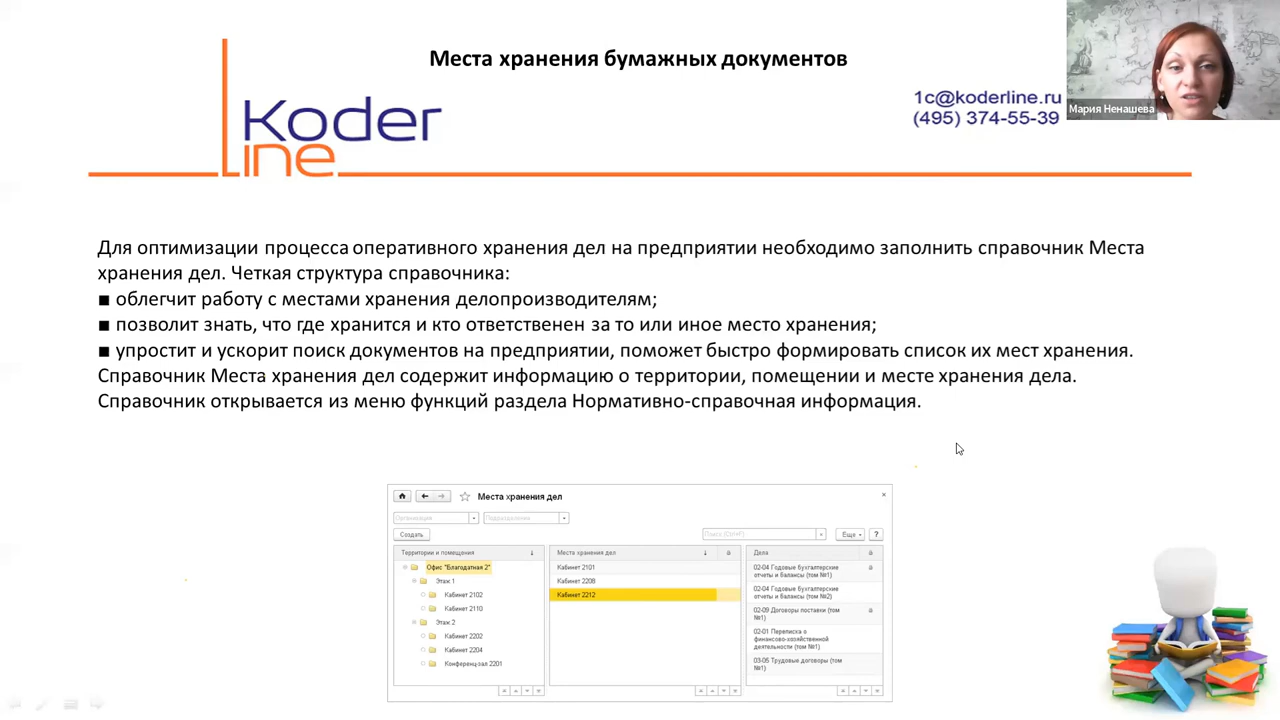 Места хранения бумажных документов
Koder
line
1c@koderline.ru
(495) 374-55-39
Мария Ненашева
Для оптимизации процесса оперативного хранения дел на предприятии необходимо заполнить справочник Места
хранения дел. Четкая структура справочника:
■ облегчит работу с местами хранения делопроизводителям;
■ позволит знать, что где хранится и кто ответственен за то или иное место хранения;
■ упростит и ускорит поиск документов на предприятии, поможет быстро формировать список их мест хранения.
Справочник Места хранения дел содержит информацию о территории, помещении и месте хранения дела.
Справочник открывается из меню функций раздела Нормативно-справочная информация.
Места хранения дел
Организация
Подразделение
Создать
Поиск (Ctrl+F)
Еще
?
Территории и помещения
Офис "Благодатная 2"
Этаж 1
Кабинет 2102
Кабинет 2110
Этаж 2
Кабинет 2202
Кабинет 2204
Конференц зал 2201
Места хранения дел
Кабинет 2101
Кабинет 2208
Кабинет 2212
Дела
02-04 Годовые бухгалтерские
отчеты и балансы (том №1)
02-04 Годовые бухгалтерские
отчеты и балансы (том №2)
02-09 Договоры поставки (том
№1)
02-01 Переписка о
финансово-хозяйственной
деятельности (том №1)
03-05 Трудовые договоры (том
№1)